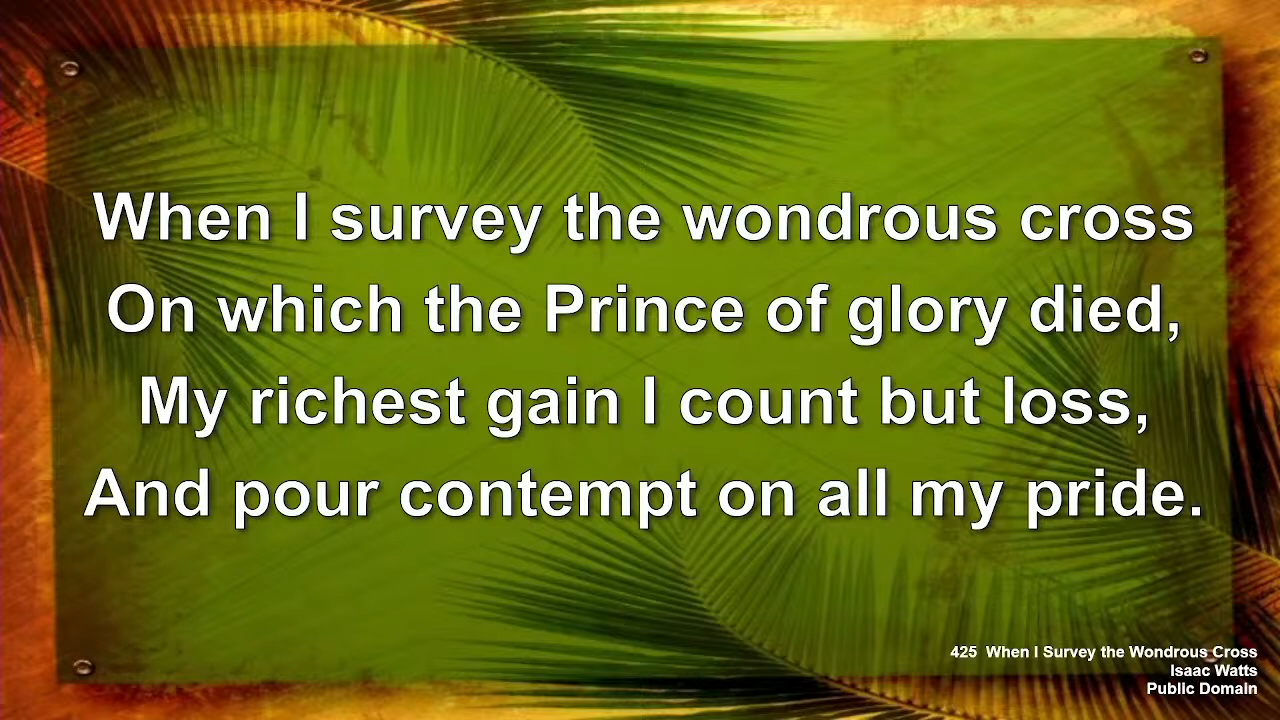 When I survey the wondrous cross
On which the Prince of glory died,
My richest gain I count but loss,
And pour contempt on all my pride.
425  When I Survey the Wondrous Cross
Isaac Watts
Public Domain